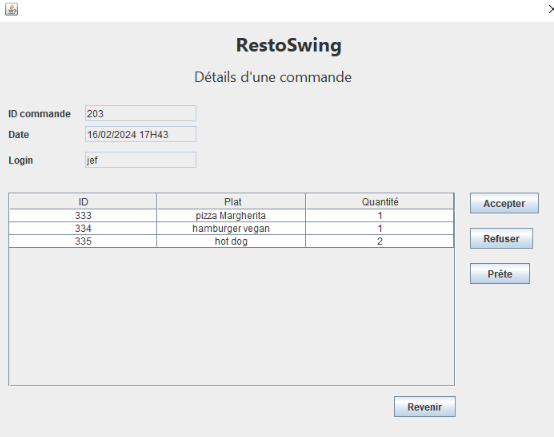 RestoSwing
Détails d'une commande
ID commande 203
Date 16/02/2024 17H43
Login jef
ID Plat Quantité
333 pizza Margherita 1
334 hamburger vegan 1
335 hot dog 2
Accepter
Refuser
Prête
Revenir